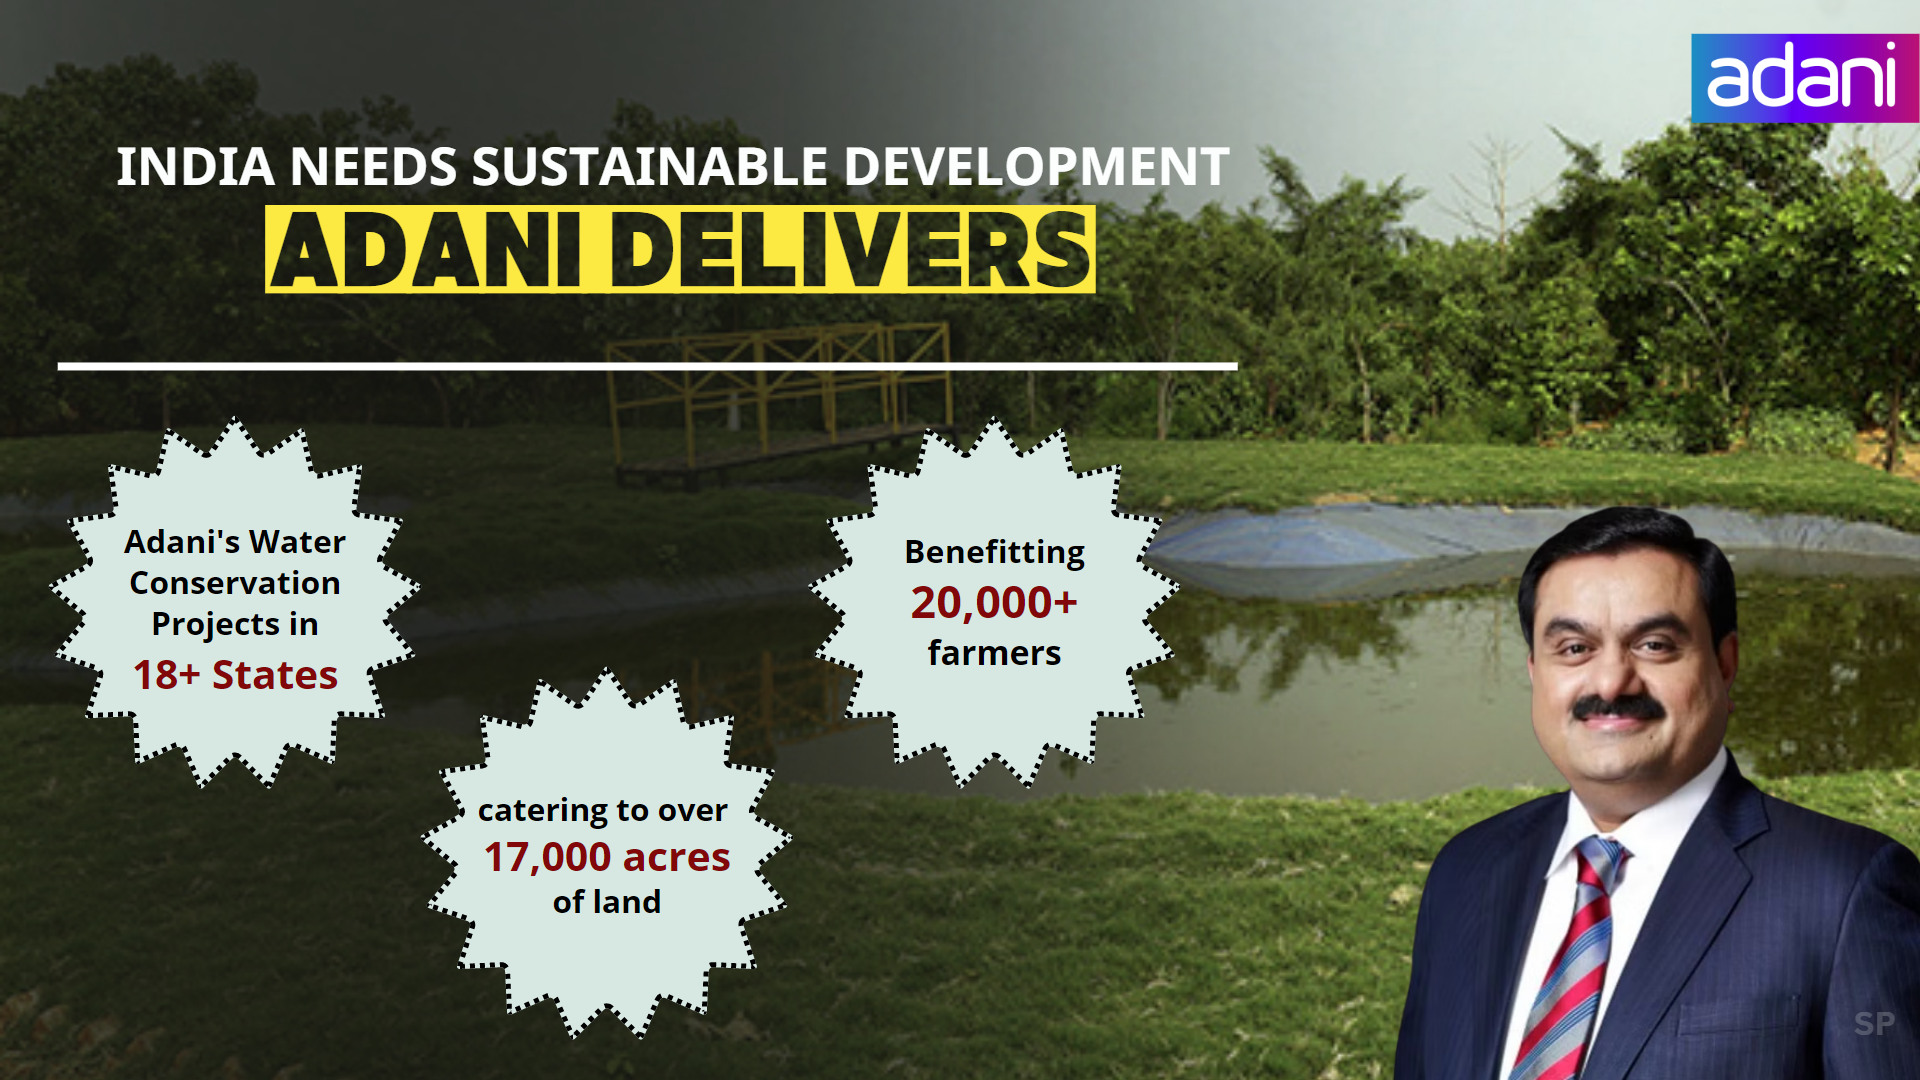 adani
INDIA NEEDS SUSTAINABLE DEVELOPMENT
ADANI DELIVERS
Adani's Water
Conservation
Projects in
18+ States
catering to over
17,000 acres
of land
Benefitting
20,000+
farmers
SP